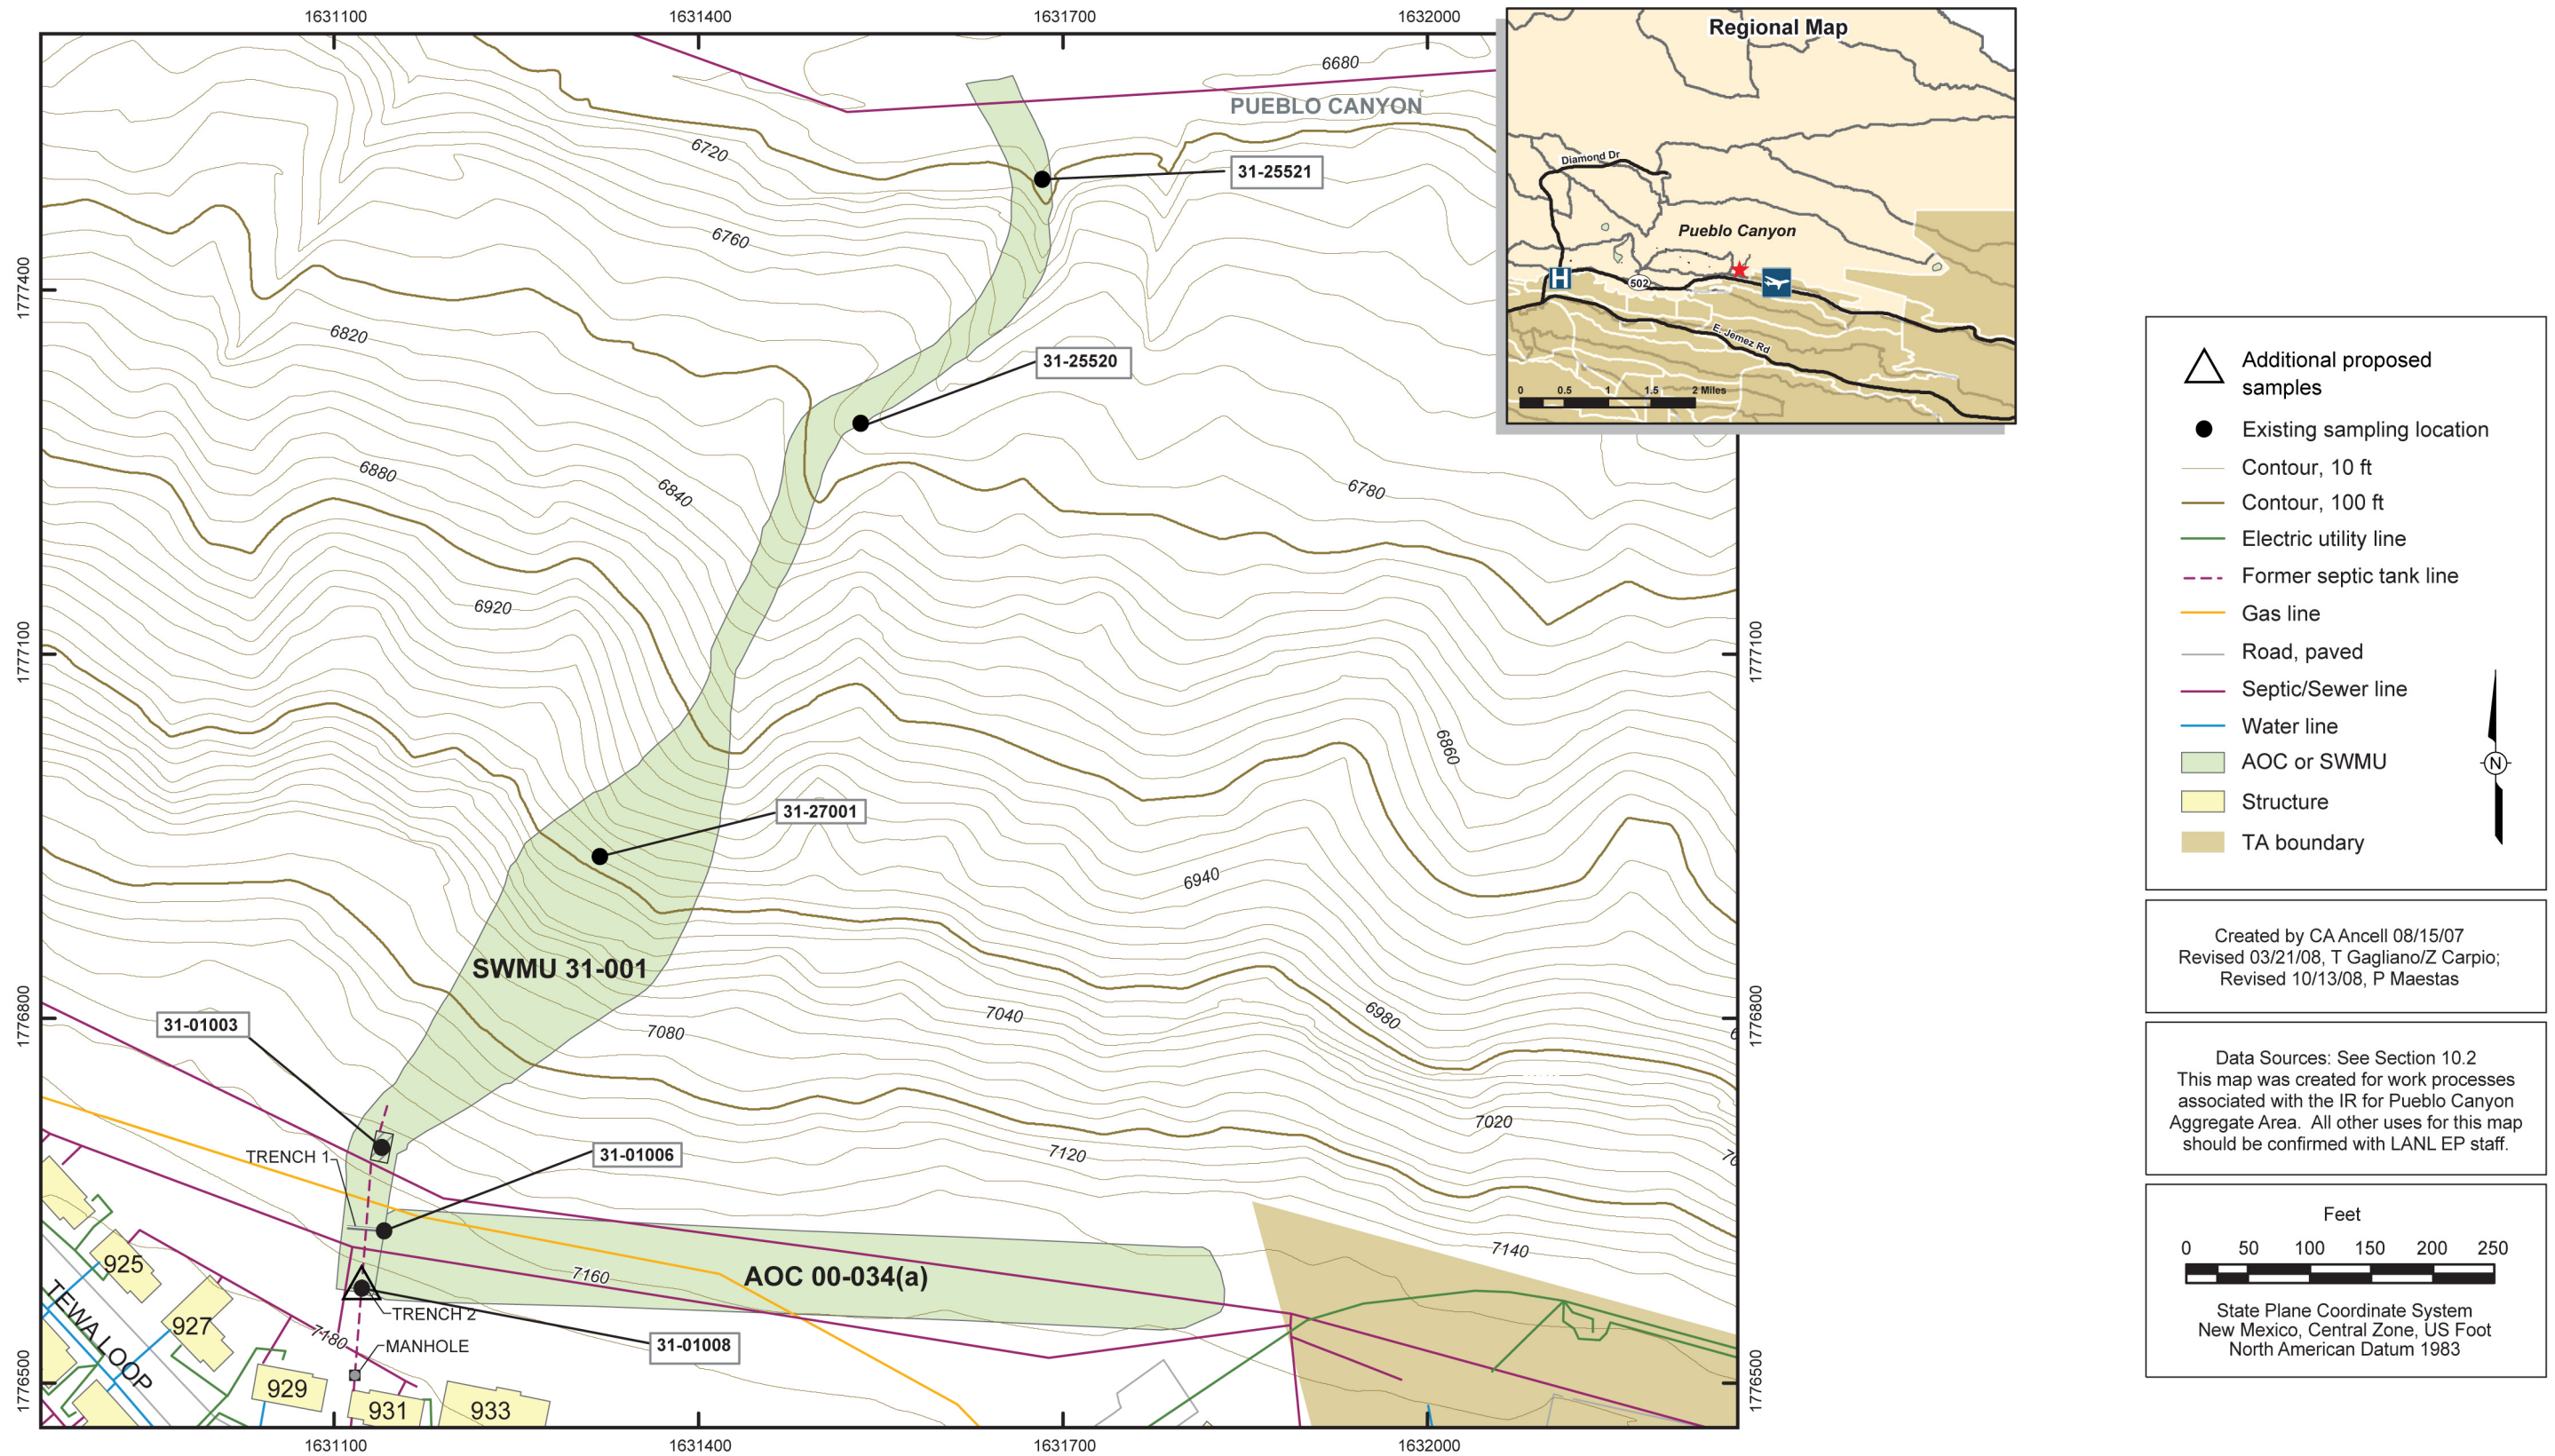 1631100
1631400
1631700
1632000
Regional Map
6680
PUEBLO CANYON
6720
31-25521
Diamond Dr
6760
Pueblo Canyon
1777400
H
502
6820
31-25520
E. Jemez Rd
0 0.5 1 1.5 2 Miles
6880
6840
6780
Additional proposed
samples
Existing sampling location
Contour, 10 ft
Contour, 100 ft
Electric utility line
Former septic tank line
Gas line
Road, paved
Septic/Sewer line
Water line
AOC or SWMU
Structure
TA boundary
N
6920
1777100
1777100
6860
31-27001
6940
SWMU 31-001
1776800
1776800
31-01003
7080
7040
6980
Created by CA Ancell 08/15/07
Revised 03/21/08, T Gagliano/Z Carpio;
Revised 10/13/08, P Maestas
Data Sources: See Section 10.2
This map was created for work processes
associated with the IR for Pueblo Canyon
Aggregate Area. All other uses for this map
should be confirmed with LANL EP staff.
7020
TRENCH 1
31-01006
7120
7140
925
7160
AOC 00-034(a)
TEWA LOOP
927
TRENCH 2
7180
MANHOLE
31-01008
929
931
933
1776500
1776500
Feet
0 50 100 150 200 250
State Plane Coordinate System
New Mexico, Central Zone, US Foot
North American Datum 1983
1631100
1631400
1631700
1632000